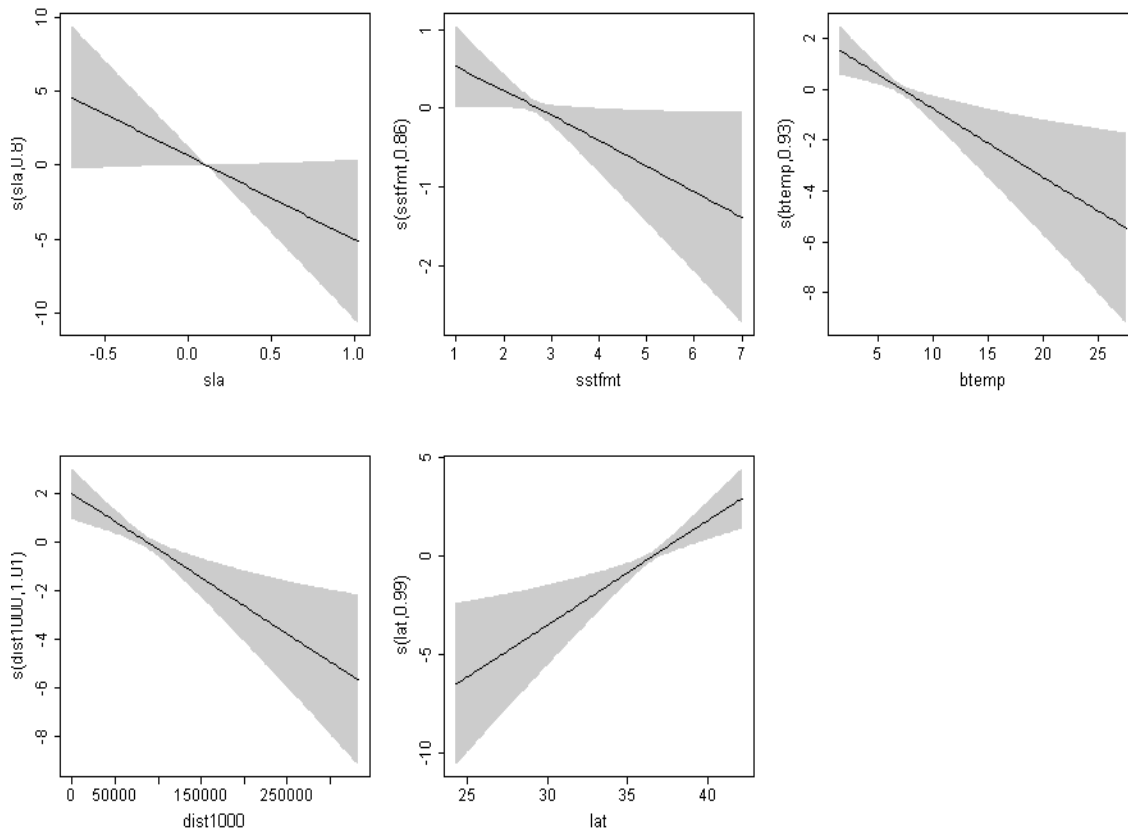 s(sla,0.8)
10
5
0
-5
-10
-0.5 0.0 0.5 1.0
sla
s(sstfmt,0.86)
1
0
-1
-2
1 2 3 4 5 6 7
sstfmt
s(btemp,0.93)
2
0
-2
-4
-6
-8
5 10 15 20 25
btemp
s(dist1000,1.01)
2
0
-2
-4
-6
-8
0 50000 150000 250000
dist1000
s(lat,0.99)
5
0
-5
-10
25 30 35 40
lat